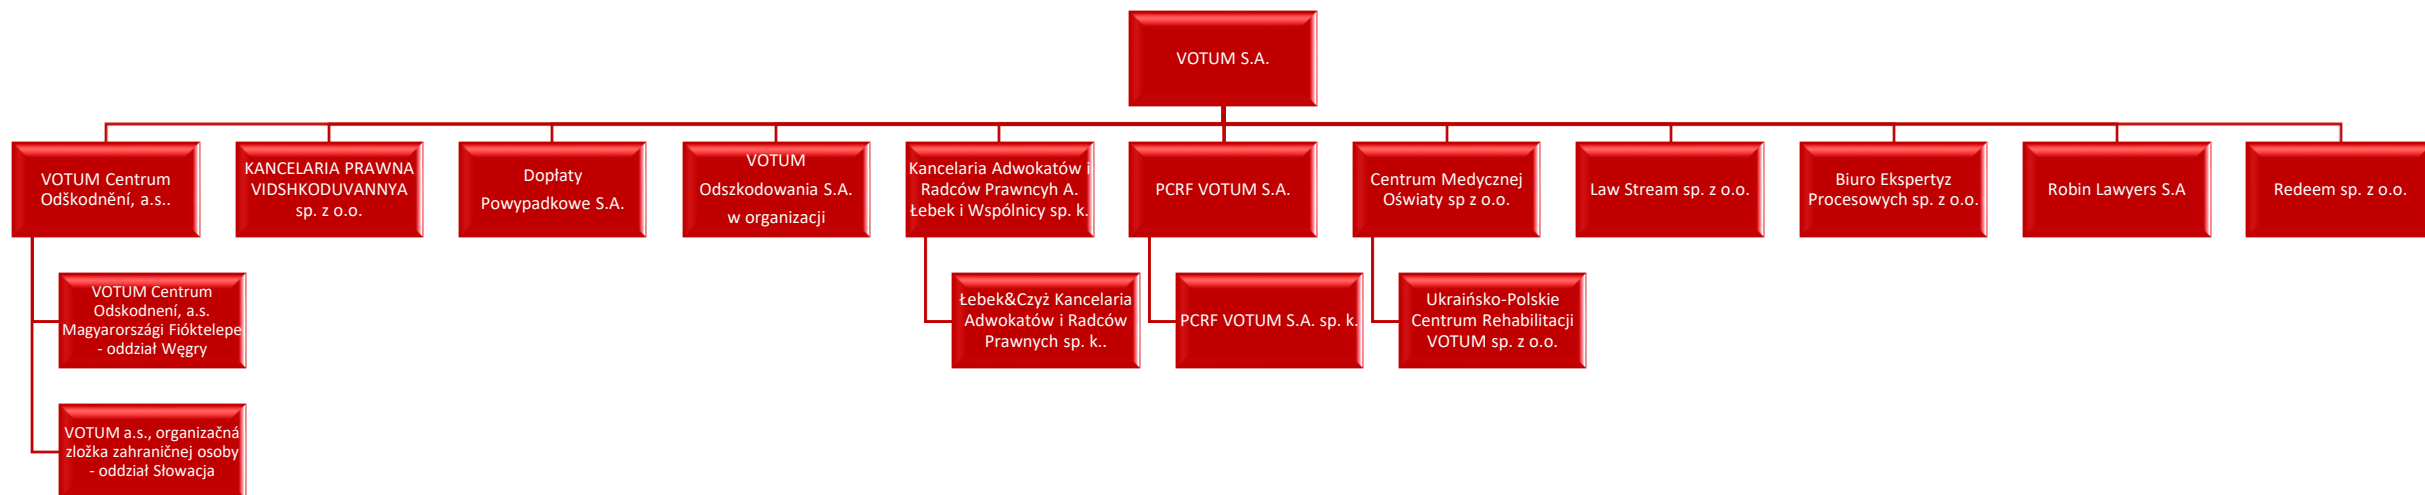 VOTUM S.A.
VOTUM Centrum
Odškodnění, a.s..
KANCELARIA PRAWNA
VIDSHKODUVANNYA
sp. z o.o.
Dopłaty
Powypadkowe S.A.
VOTUM
Odszkodowania S.A.
w organizacji
Kancelaria Adwokatów i
Radców Prawncyh A.
Łebek i Wspólnicy sp. k.
PCRF VOTUM S.A.
Centrum Medycznej
Oświaty sp z o.o.
Law Stream sp. z o.o.
Biuro Ekspertyz
Procesowych sp. z o.o.
Robin Lawyers S.A
Redeem sp. z o.o.
VOTUM Centrum
Odskodnení, a.s.
Magyarországi Fióktelepe
- oddział Węgry
Łebek&Czyż Kancelaria
Adwokatów i Radców
Prawnych sp. k..
PCRF VOTUM S.A. sp. k.
Ukraińsko-Polskie
Centrum Rehabilitacji
VOTUM sp. z o.o.
VOTUM a.s., organizačná
zložka zahraničnej osoby
- oddział Słowacja